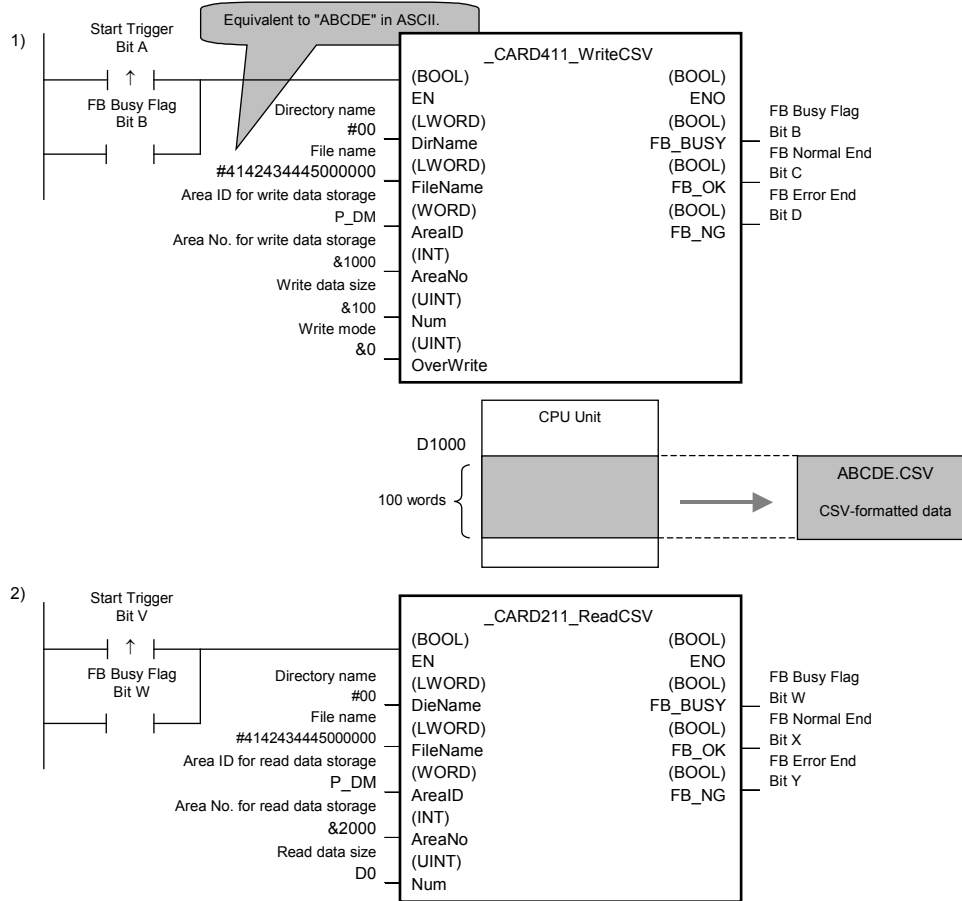 1)
Start Trigger
Bit A
↑
FB Busy Flag
Bit B
Equivalent to "ABCDE" in ASCII.
Directory name
#00
File name
#4142434445000000
Area ID for write data storage
P_DM
Area No. for write data storage
&1000
Write data size
&100
Write mode
&0
_CARD411_WriteCSV
(BOOL) (BOOL)
EN ENO
(LWORD) (BOOL)
DirName FB_BUSY
(LWORD) (BOOL)
FileName FB_OK
(WORD) (BOOL)
AreaID FB_NG
(INT)
AreaNo
(UINT)
Num
(UINT)
OverWrite
FB Busy Flag
Bit B
FB Normal End
Bit C
FB Error End
Bit D
CPU Unit
D1000
100 words
ABCDE.CSV
CSV-formatted data
2)
Start Trigger
Bit V
↑
FB Busy Flag
Bit W
Directory name
#00
File name
#4142434445000000
Area ID for read data storage
P_DM
Area No. for read data storage
&2000
Read data size
D0
_CARD211_ReadCSV
(BOOL) (BOOL)
EN ENO
(LWORD) (BOOL)
DieName FB_BUSY
(LWORD) (BOOL)
FileName FB_OK
(WORD) (BOOL)
AreaID FB_NG
(INT)
AreaNo
(UINT)
Num
FB Busy Flag
Bit W
FB Normal End
Bit X
FB Error End
Bit Y